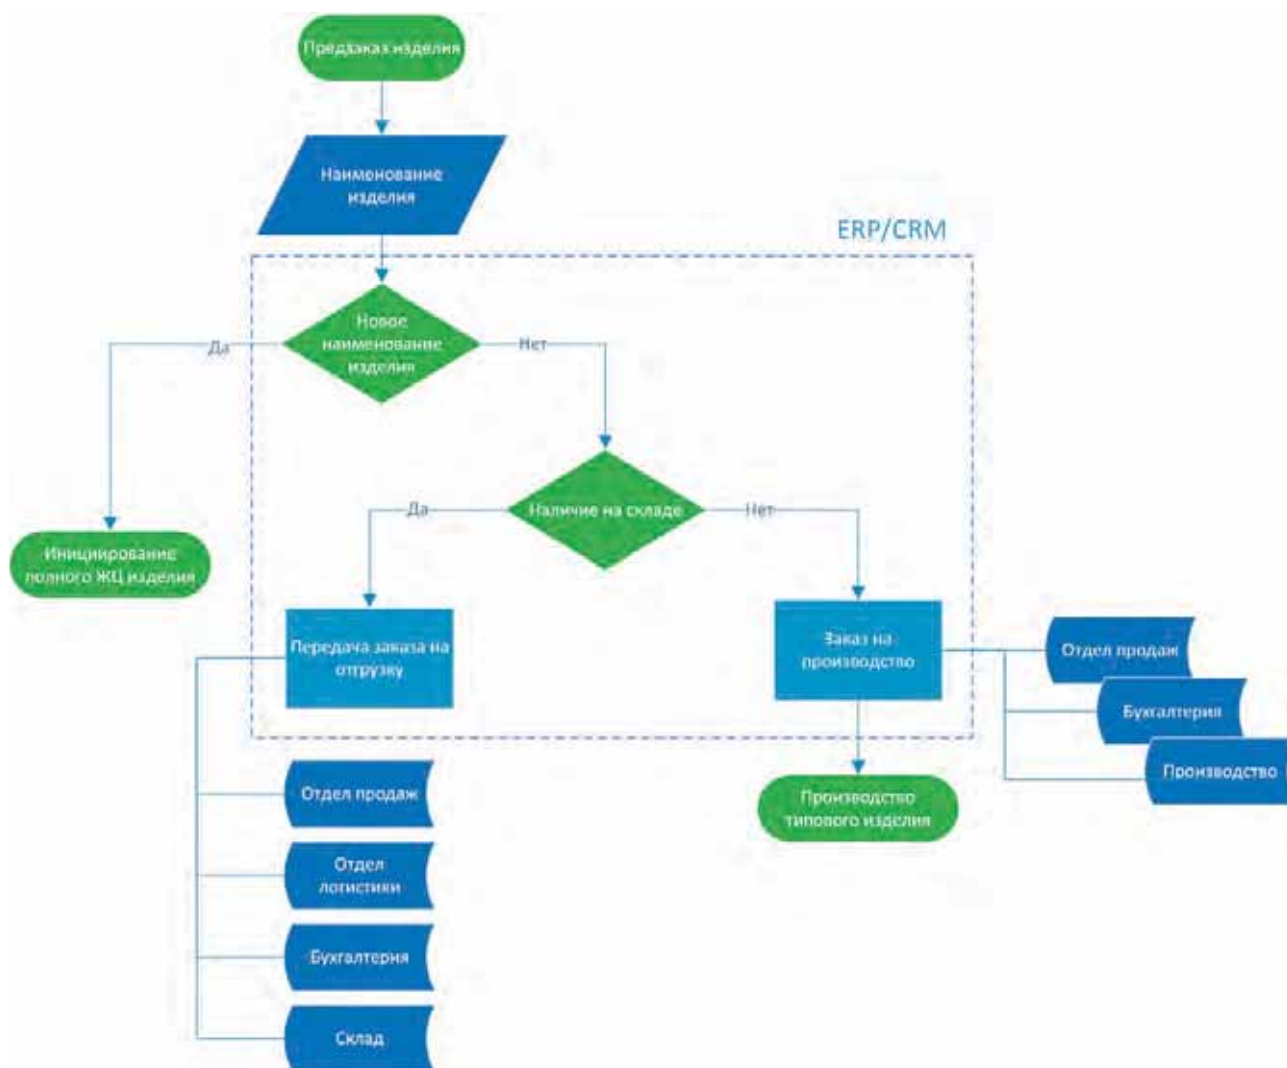 Предзаказ изделия
Наименование
изделия
ERP/CRM
Новое
наименование
изделия
Да
Нет
Наличие на складе
Да
Нет
Инициирование
полного ЖЦ изделия
Передача заказа на
отгрузку
Заказ на
производство
Отдел продаж
Бухгалтерия
Производство
Отдел продаж
Производство
типового изделия
Отдел
логистики
Бухгалтерия
Склад